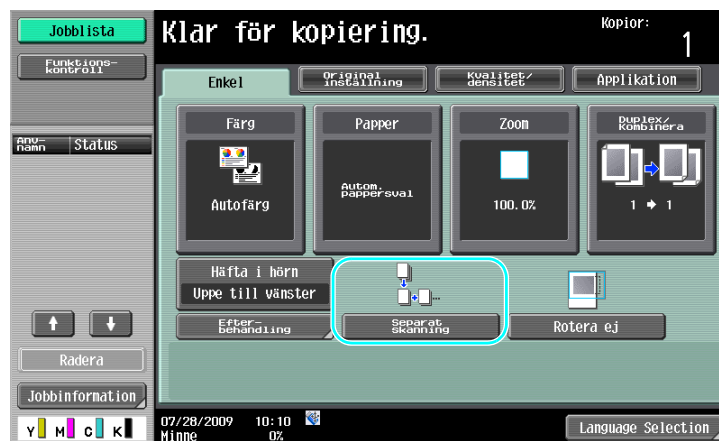 Jobblista
Klar för kopiering.
Kopior:
1
Funktions-
kontroll
Enkel
Original
inställning
Kvalitet/
densitet
Applikation
Färg
Papper
Zoom
Duplex/
Kombinera
Anv-
namn
Status
Autofärg
Autom.
pappersval
100.0%
1 → 1
Häfta i hörn
Uppe till vänster
Efter-
behandling
Separat
skanning
Rotera ej
Radera
Jobbinformation
Y M C K
07/28/2009 10:10
Minne 0%
Language Selection